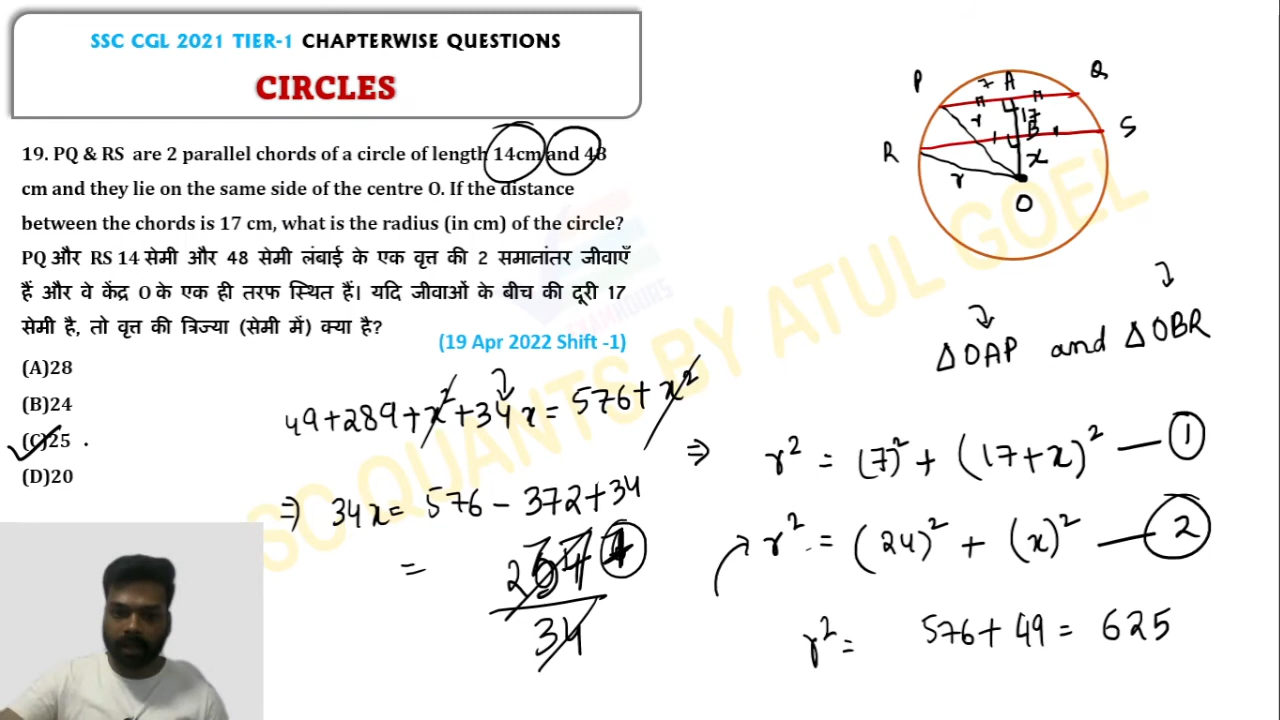 SSC CGL 2021 TIER-1 CHAPTERWISE QUESTIONS
CIRCLES
19. PQ & RS are 2 parallel chords of a circle of length 14cm and 48
cm and they lie on the same side of the centre O. If the distance
between the chords is 17 cm, what is the radius (in cm) of the circle?
PQ और RS 14 सेमी और 48 सेमी लंबाई के एक वृत्त की 2 समानांतर जीवाएँ
हैं और वे केंद्र O के एक ही तरफ स्थित हैं। यदि जीवाओं के बीच की दूरी 17
सेमी है, तो वृत्त की त्रिज्या (सेमी में) क्या है?
(19 Apr 2022 Shift -1)
(A)28
(B)24
(C)25 .
(D)20
49+289+x²+34x = 576+x²
⇒ 34x = 576 - 372+34
=
34
P 7 A Q
r 17
R B S
r x
O
ΔOAP and ΔOBR
⇒ r² = (7)² + (17+x)² — 1
r² = (24)² + (x)² — 2
r² = 576+49 = 625
SSC QUANTS BY ATUL GOEL
EXAMHOURS